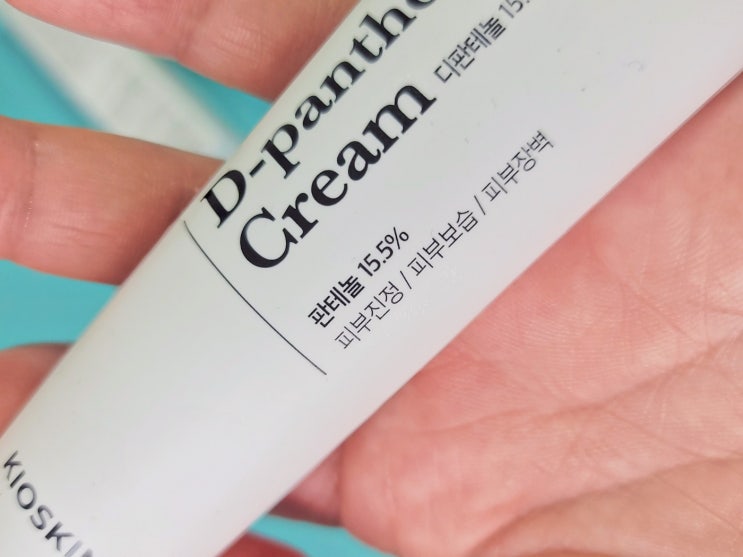 D-panthe
Cream
디판테놀 15.
판테놀 15.5%
피부진정 / 피부보습 / 피부장벽
KIOSKIN